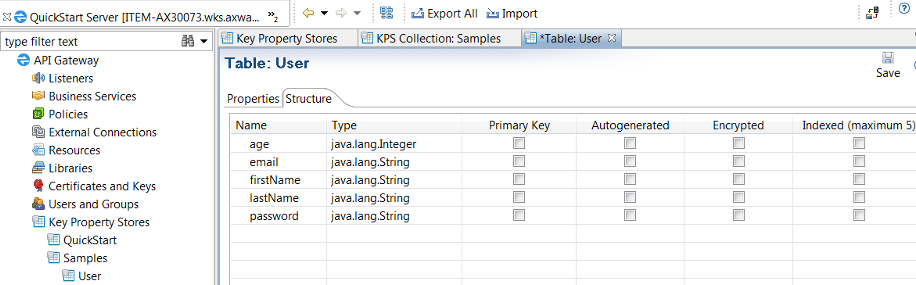 QuickStart Server [ITEM-AX30073.wks.axwa... »2
Export All Import
type filter text
API Gateway
Listeners
Business Services
Policies
External Connections
Resources
Libraries
Certificates and Keys
Users and Groups
Key Property Stores
QuickStart
Samples
User
Key Property Stores KPS Collection: Samples *Table: User
Table: User
Save
Properties Structure
Name Type Primary Key Autogenerated Encrypted Indexed (maximum 5)
age java.lang.Integer
email java.lang.String
firstName java.lang.String
lastName java.lang.String
password java.lang.String